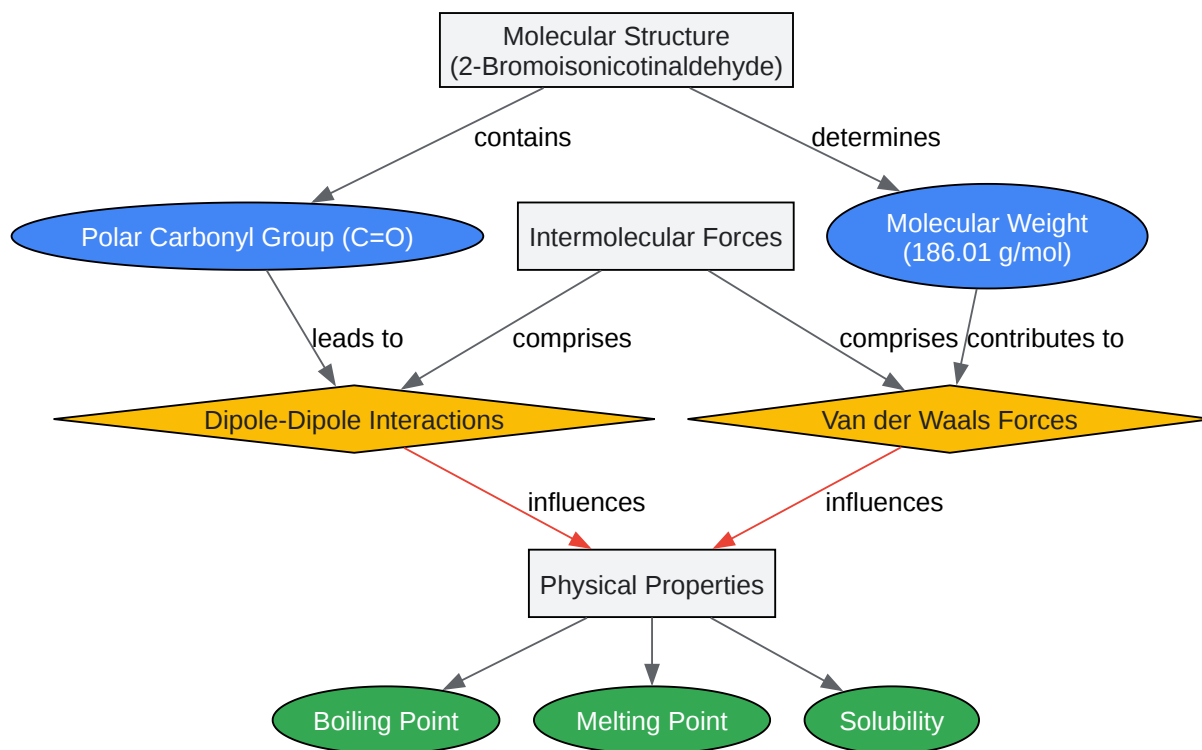 Molecular Structure
(2-Bromoisonicotinaldehyde)
contains
determines
Polar Carbonyl Group (C=O)
Intermolecular Forces
Molecular Weight
(186.01 g/mol)
leads to
comprises
comprises
contributes to
Dipole-Dipole Interactions
Van der Waals Forces
influences
influences
Physical Properties
Boiling Point
Melting Point
Solubility